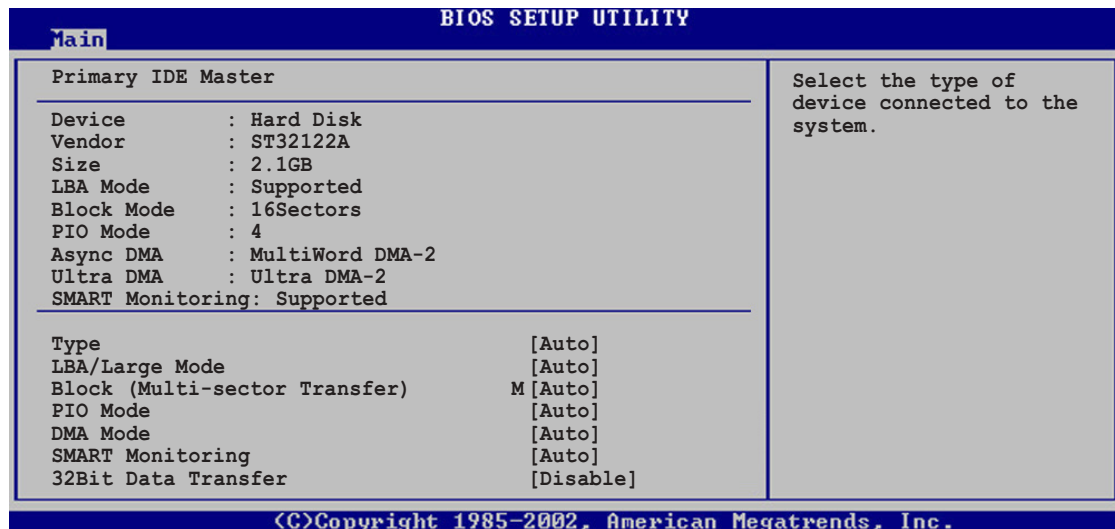 BIOS SETUP UTILITY
Main
Primary IDE Master
Device : Hard Disk
Vendor : ST32122A
Size : 2.1GB
LBA Mode : Supported
Block Mode : 16Sectors
PIO Mode : 4
Async DMA : MultiWord DMA-2
Ultra DMA : Ultra DMA-2
SMART Monitoring: Supported
Type [Auto]
LBA/Large Mode [Auto]
Block (Multi-sector Transfer) M [Auto]
PIO Mode [Auto]
DMA Mode [Auto]
SMART Monitoring [Auto]
32Bit Data Transfer [Disable]
Select the type of
device connected to the
system.
(C)Copyright 1985-2002, American Megatrends, Inc.